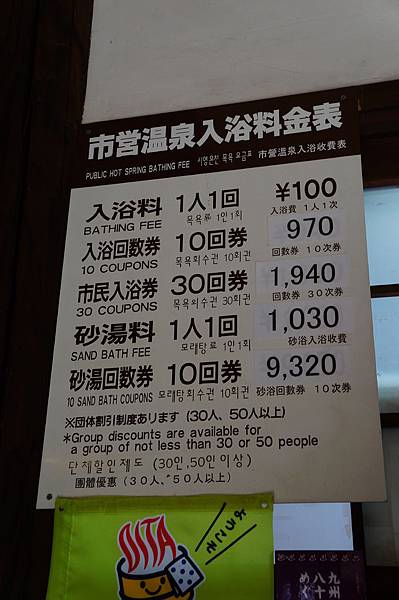 市営温泉入浴料金表
PUBLIC HOT SPRING BATHING FEE 시영온천 목욕 요금표 市營溫泉入浴收費表
入浴料 1人1回 ¥100
BATHING FEE 목욕료 1인1회 入浴費 1人1次
入浴回数券 10回券 970
10 COUPONS 목욕회수권 10회권 回數券 10次券
市民入浴券 30回券 1,940
30 COUPONS 목욕회수권 30회권 回數券 30次券
砂湯料 1人1回 1,030
SAND BATH FEE 모래탕료 1인1회 砂浴入浴收費
砂湯回数券 10回券 9,320
10 SAND BATH COUPONS 모래탕회수권 10회권 砂浴回數券 10次券
※団体割引制度あります (30人、50人以上)
*Group discounts are available for
a group of not less than 30 or 50 people
단체할인제도 (30인,50인이상)
團體優惠 (30人、50人以上)
ようこそ
九州
八十
めぐ